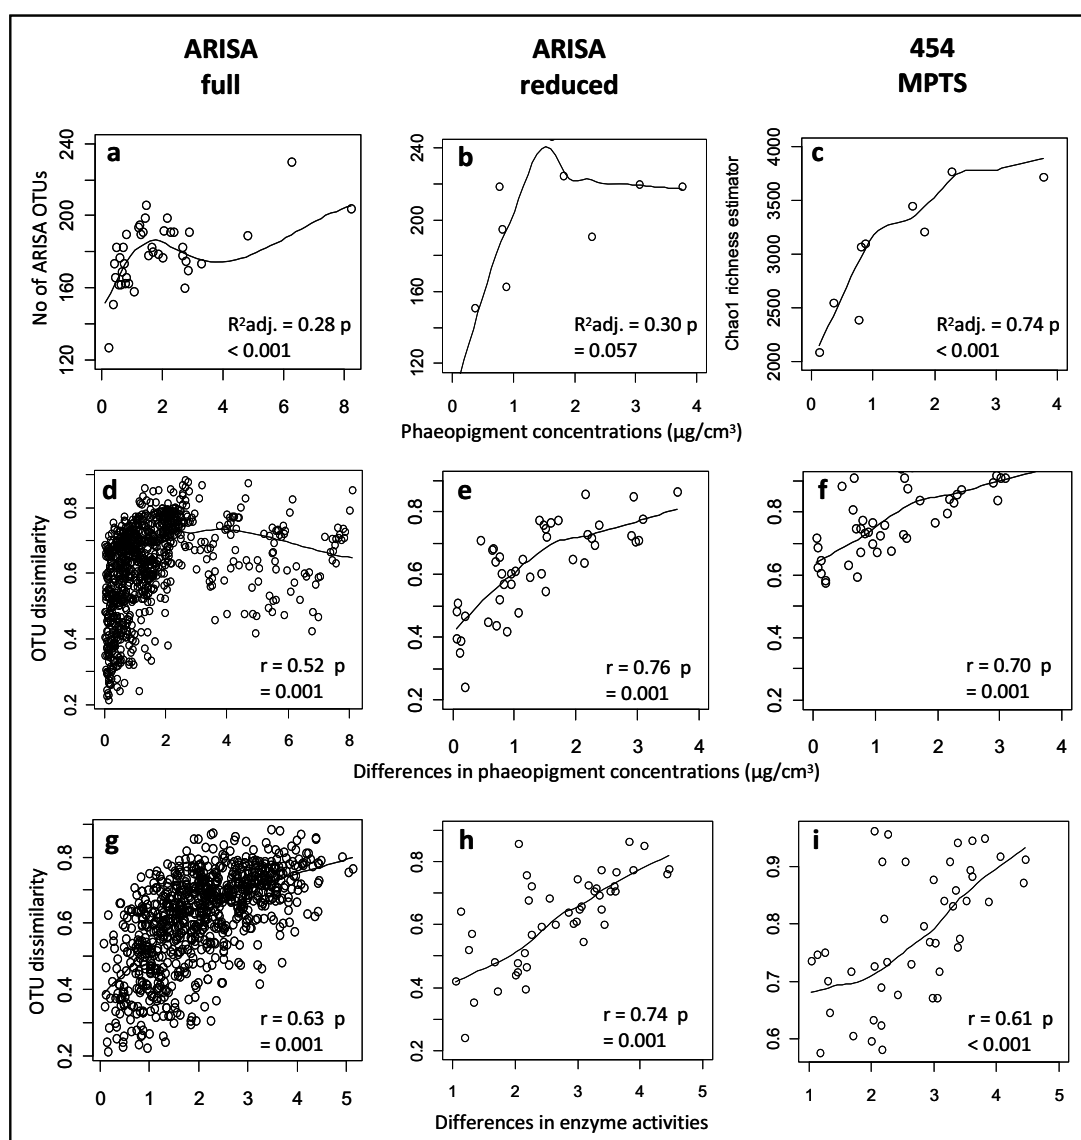 ARISA
full
ARISA
reduced
454
MPTS
a
No of ARISA OTUs
120 160 200 240
0 2 4 6 8
R²adj. = 0.28 p
< 0.001
b
120 160 200 240
0 1 2 3 4
R²adj. = 0.30 p
= 0.057
c
Chao1 richness estimator
2000 2500 3000 3500 4000
0 1 2 3 4
R²adj. = 0.74 p
< 0.001
Phaeopigment concentrations (µg/cm³)
d
OTU dissimilarity
0.2 0.4 0.6 0.8
0 2 4 6 8
r = 0.52 p
= 0.001
e
0.2 0.4 0.6 0.8
0 1 2 3 4
r = 0.76 p
= 0.001
f
0.2 0.4 0.6 0.8
0 1 2 3 4
r = 0.70 p
= 0.001
Differences in phaeopigment concentrations (µg/cm³)
g
OTU dissimilarity
0.2 0.4 0.6 0.8
0 1 2 3 4 5
r = 0.63 p
= 0.001
h
0.2 0.4 0.6 0.8
1 2 3 4 5
r = 0.74 p
= 0.001
i
0.6 0.7 0.8 0.9
1 2 3 4 5
r = 0.61 p
< 0.001
Differences in enzyme activities